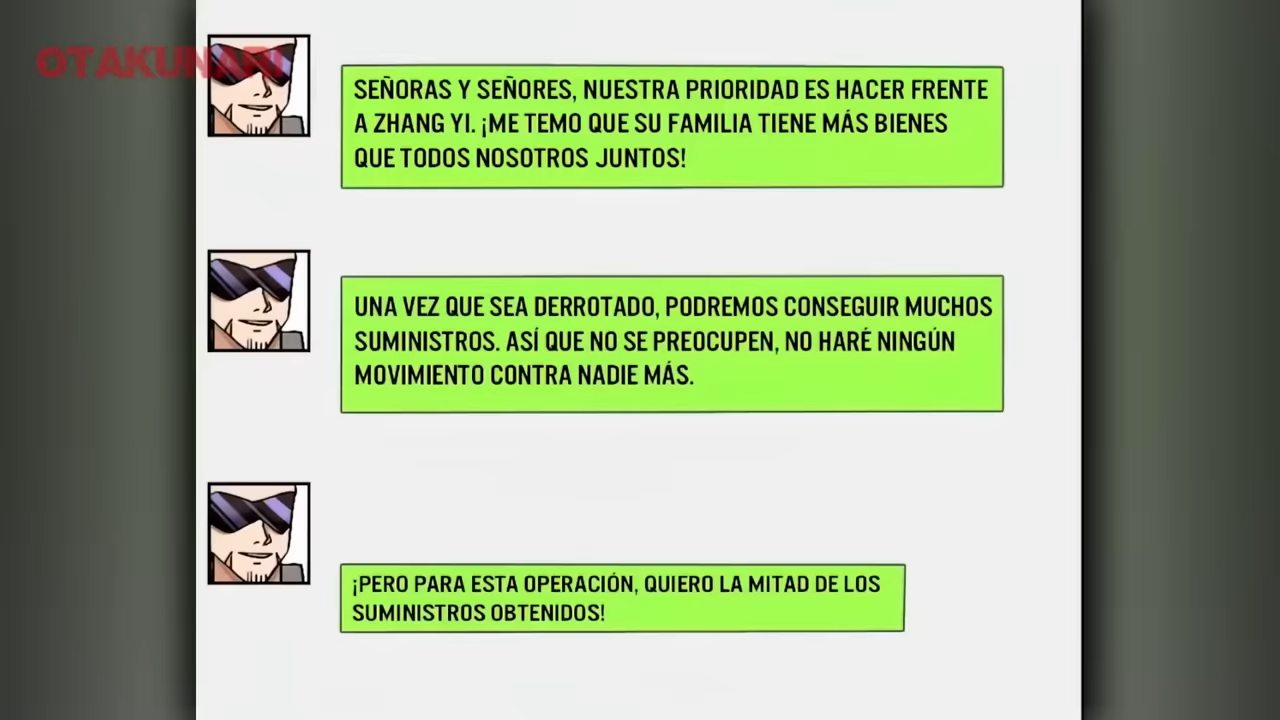 OTAKUNARI
SEÑORAS Y SEÑORES, NUESTRA PRIORIDAD ES HACER FRENTE
A ZHANG YI. ¡ME TEMO QUE SU FAMILIA TIENE MÁS BIENES
QUE TODOS NOSOTROS JUNTOS!
UNA VEZ QUE SEA DERROTADO, PODREMOS CONSEGUIR MUCHOS
SUMINISTROS. ASÍ QUE NO SE PREOCUPEN, NO HARÉ NINGÚN
MOVIMIENTO CONTRA NADIE MÁS.
¡PERO PARA ESTA OPERACIÓN, QUIERO LA MITAD DE LOS
SUMINISTROS OBTENIDOS!